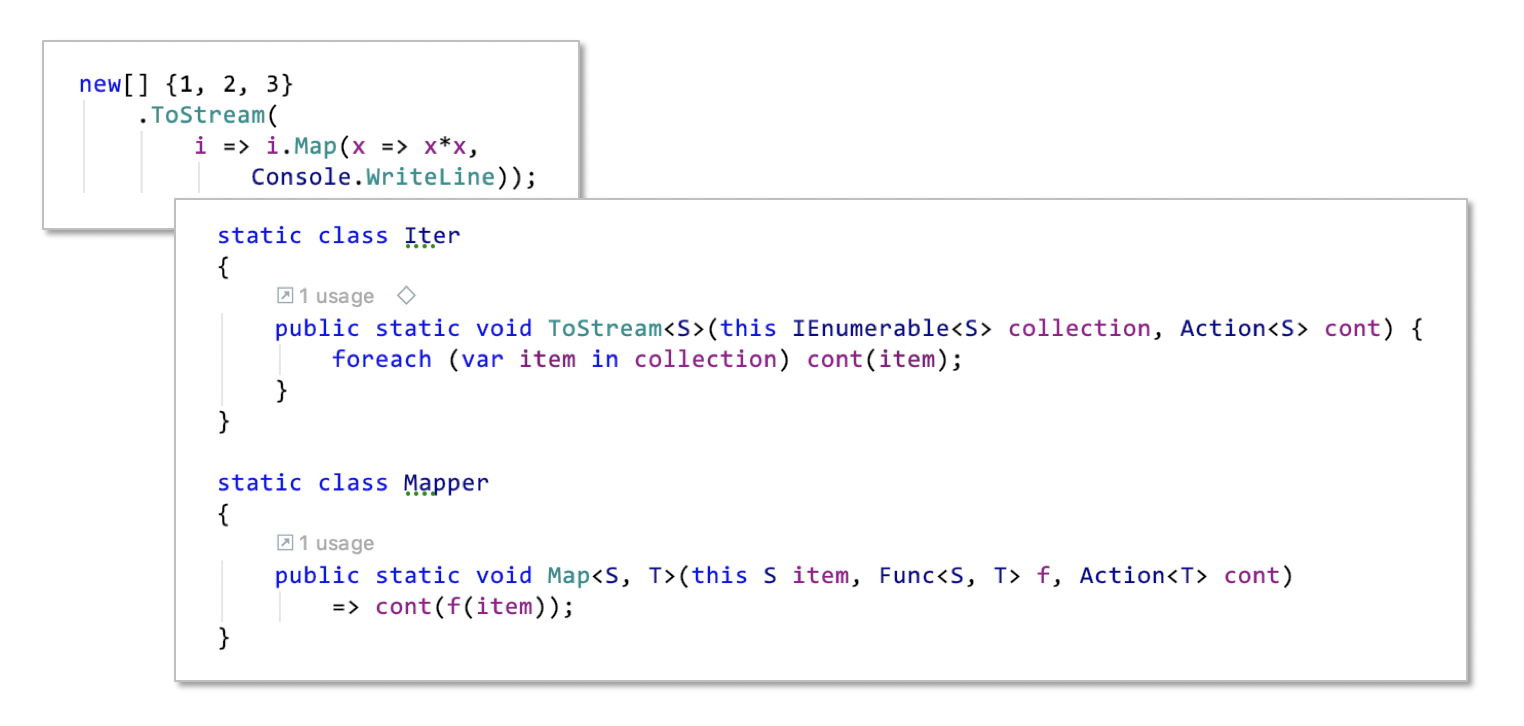 new[] {1, 2, 3}
.ToStream(
i => i.Map(x => x*x,
Console.WriteLine));
static class Iter
{
1 usage
public static void ToStream<S>(this IEnumerable<S> collection, Action<S> cont) {
foreach (var item in collection) cont(item);
}
}
static class Mapper
{
1 usage
public static void Map<S, T>(this S item, Func<S, T> f, Action<T> cont)
=> cont(f(item));
}